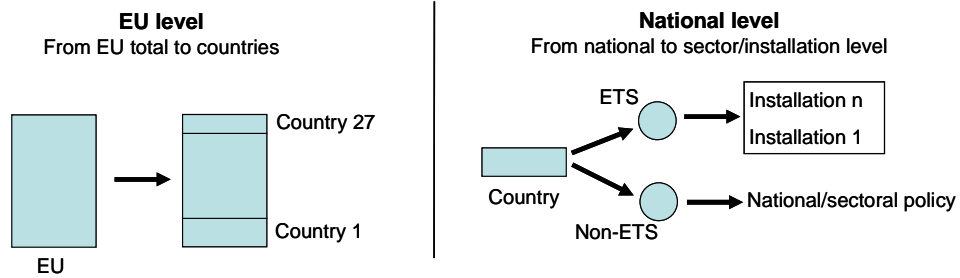 EU level
From EU total to countries
Country 27
Country 1
EU
National level
From national to sector/installation level
ETS
Installation n
Installation 1
Country
National/sectoral policy
Non-ETS